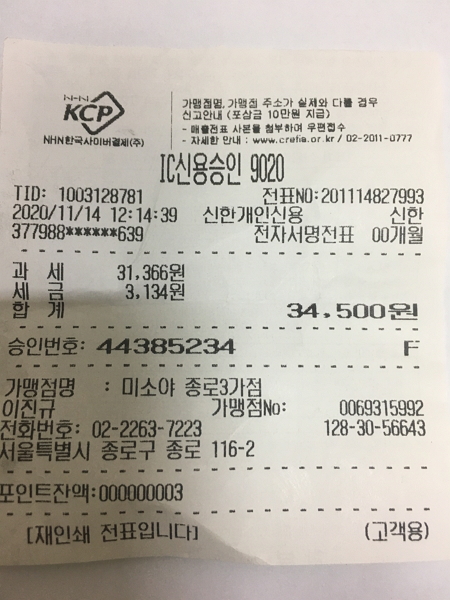 NHN
KCP
NHN한국사이버결제(주)
가맹점명, 가맹점 주소가 실제와 다를 경우
신고안내 (포상금 10만원 지급)
- 매출전표 사본을 첨부하여 우편접수
- 자세한 안내 : www.crefia.or.kr / 02-2011-0777
IC신용승인 9020
TID: 1003128781 전표NO:201114827993
2020/11/14 12:14:39 신한개인신용 신한
377988******639 전자서명전표 00개월
과 세 31,366원
세 금 3,134원
합 계 34,500원
승인번호: 44385234 F
가맹점명 : 미소야 종로3가점
이진규 가맹점No: 0069315992
전화번호: 02-2263-7223 128-30-56643
서울특별시 종로구 종로 116-2
포인트잔액:000000003
[재인쇄 전표입니다] (고객용)